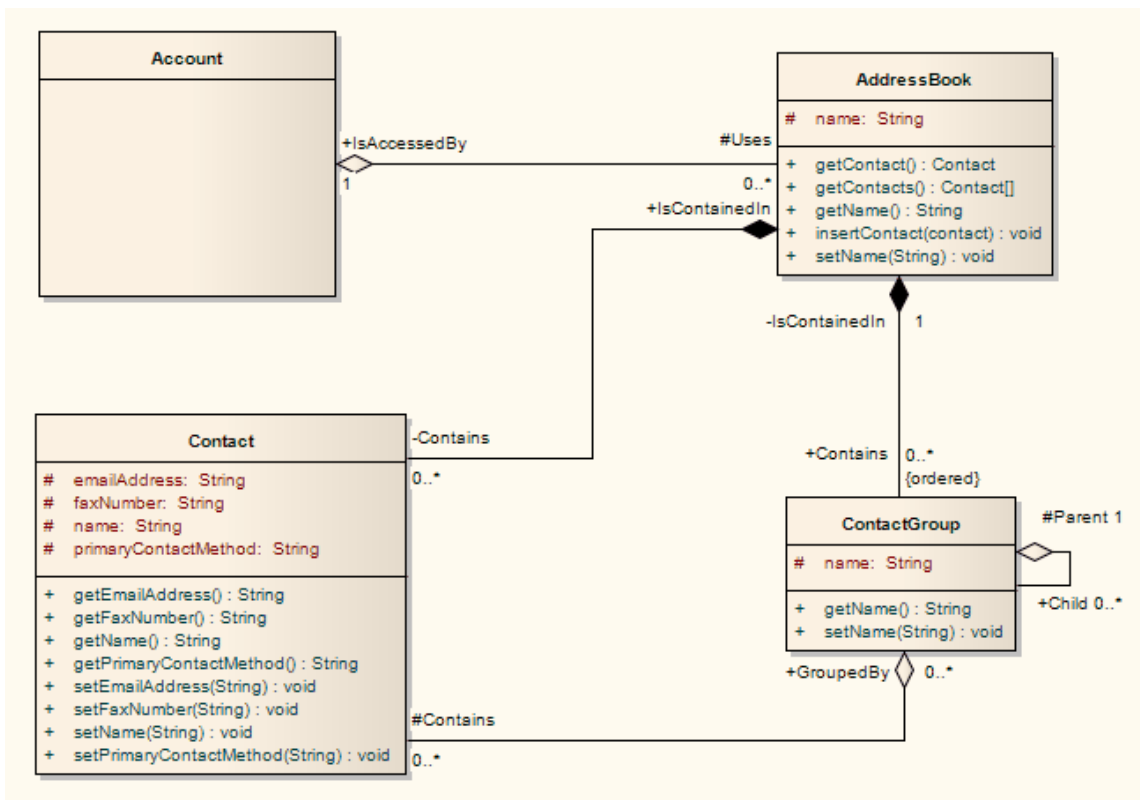 Account
+IsAccessedBy
1
#Uses
0..*
AddressBook
# name: String
+ getContact() : Contact
+ getContacts() : Contact[]
+ getName() : String
+ insertContact(contact) : void
+ setName(String) : void
+IsContainedIn
-IsContainedIn 1
Contact
# emailAddress: String
# faxNumber: String
# name: String
# primaryContactMethod: String
+ getEmailAddress() : String
+ getFaxNumber() : String
+ getName() : String
+ getPrimaryContactMethod() : String
+ setEmailAddress(String) : void
+ setFaxNumber(String) : void
+ setName(String) : void
+ setPrimaryContactMethod(String) : void
-Contains
0..*
+Contains 0..*
{ordered}
ContactGroup
# name: String
+ getName() : String
+ setName(String) : void
#Parent 1
+Child 0..*
+GroupedBy 0..*
#Contains
0..*